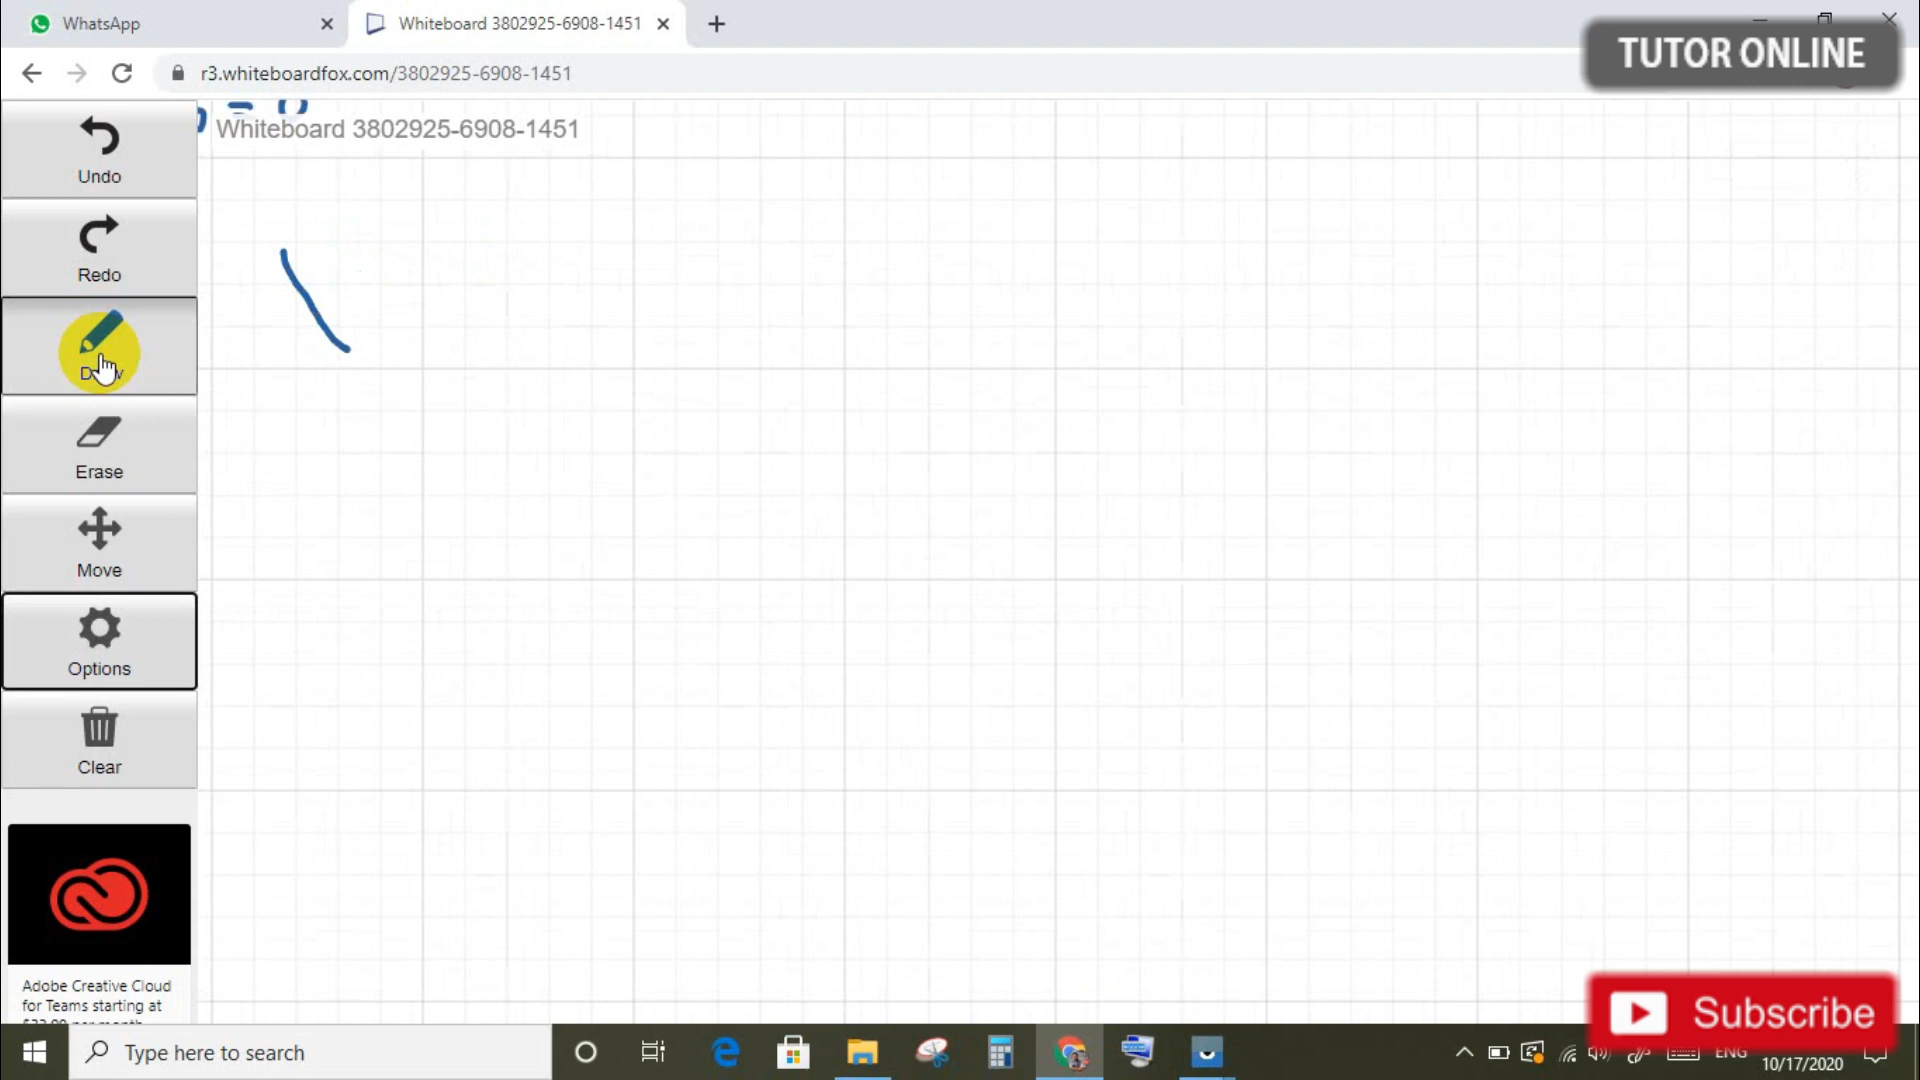 WhatsApp
Whiteboard 3802925-6908-1451
TUTOR ONLINE
r3.whiteboardfox.com/3802925-6908-1451
= 0
Whiteboard 3802925-6908-1451
Undo
Redo
Erase
Move
Options
Clear
Adobe Creative Cloud
for Teams starting at
Subscribe
Type here to search
ENG
10/17/2020